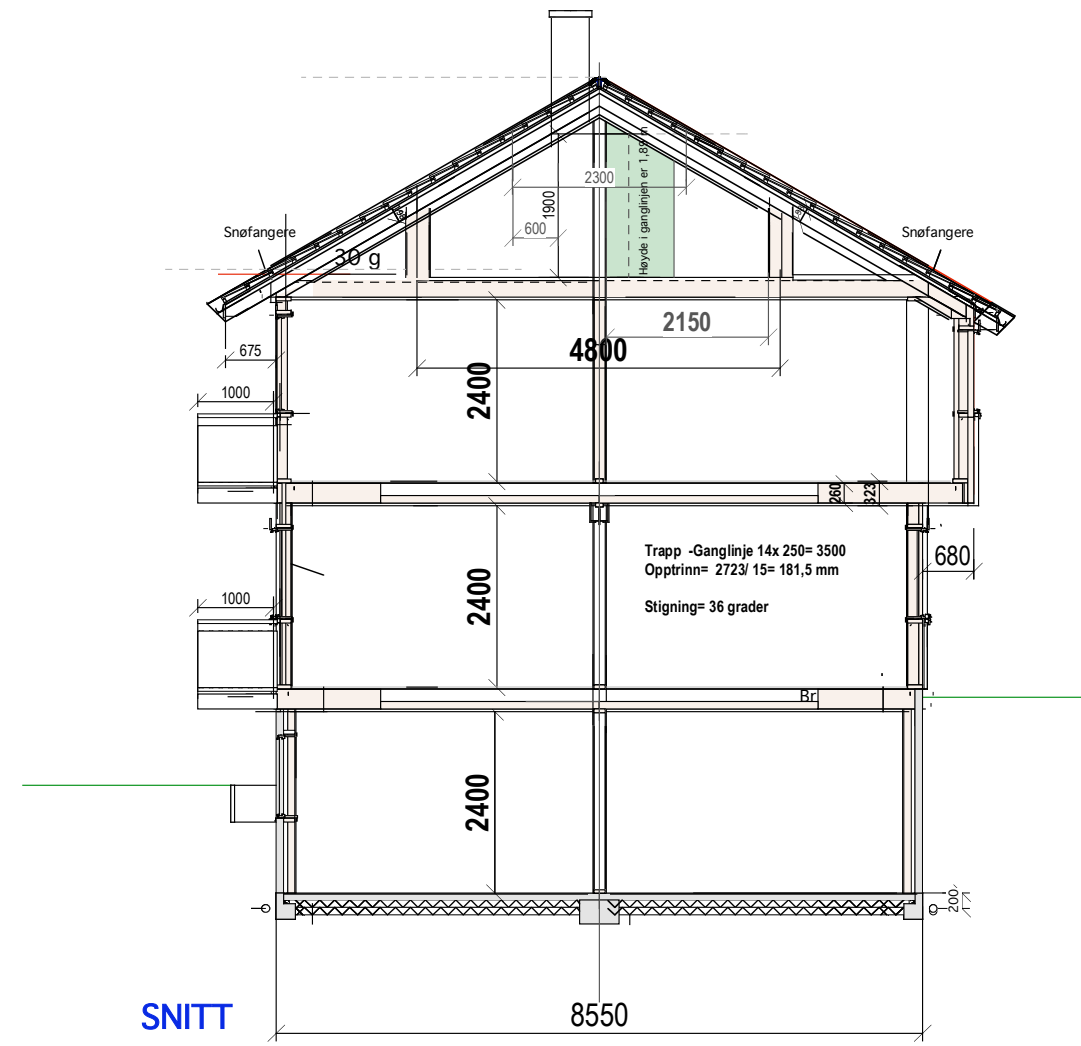 2300
1900
600
Høyde i ganglinjen er 1,89 m
Snøfangere
Snøfangere
30 g
2150
4800
675
1000
2400
260
323
Trapp -Ganglinje 14x 250= 3500
Opptrinn= 2723/ 15= 181,5 mm
Stigning= 36 grader
680
1000
2400
Br
2400
200
SNITT
8550